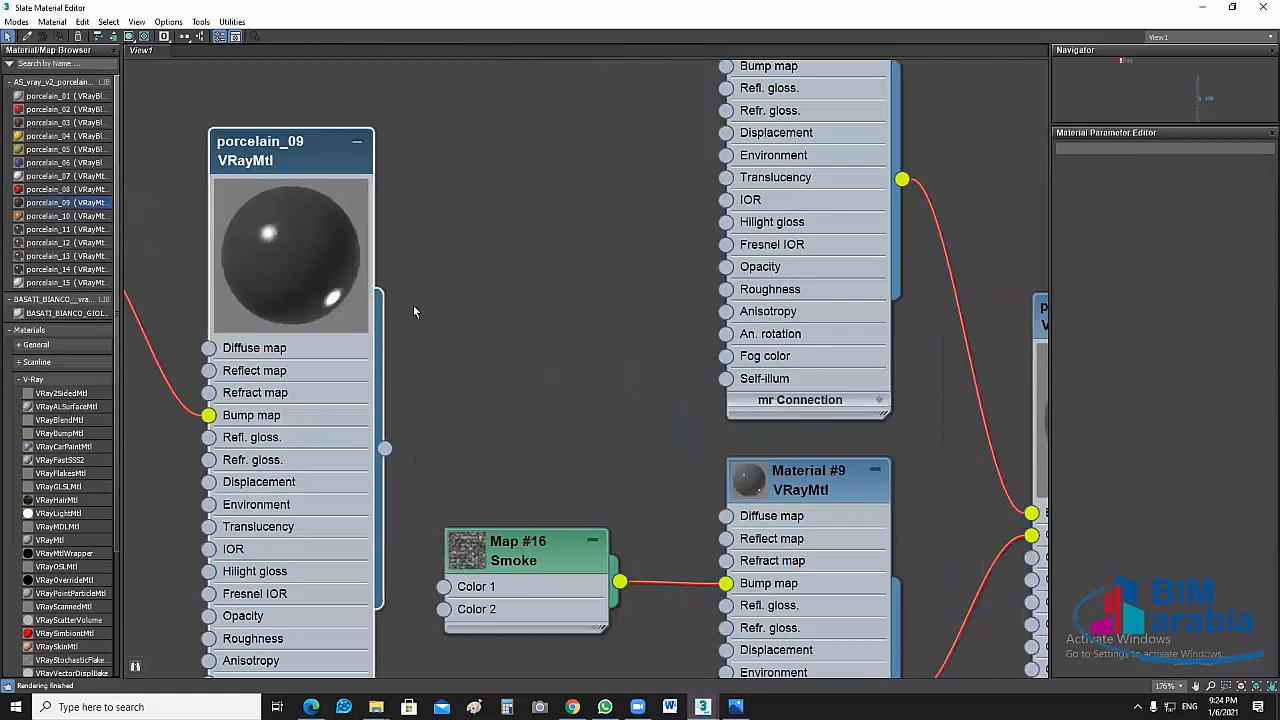 Slate Material Editor
Modes Material Edit Select View Options Tools Utilities
View1
Material/Map Browser
View1
Navigator
Search by Name ...
AS_vray_v2_porcelain... LIB
porcelain_01 ( VRayBl
porcelain_02 ( VRayBl
porcelain_03 ( VRayBl
porcelain_04 ( VRayBl
porcelain_05 ( VRayBl
porcelain_06 ( VRayBl
porcelain_07 ( VRayMt...
porcelain_08 ( VRayMt...
porcelain_09 ( VRayMt...
porcelain_10 ( VRayMt...
porcelain_11 ( VRayMt...
porcelain_12 ( VRayMt...
porcelain_13 ( VRayMt...
porcelain_14 ( VRayMt...
porcelain_15 ( VRayMt...
BASATI_BIANCO__vra... LIB
BASATI_BIANCO_GIOI...
- Materials
+ General
+ Scanline
- V-Ray
VRay2SidedMtl
VRayALSurfaceMtl
VRayBlendMtl
VRayBumpMtl
VRayCarPaintMtl
VRayFastSSS2
VRayFlakesMtl
VRayGLSLMtl
VRayHairMtl
VRayLightMtl
VRayMDLMtl
VRayMtl
VRayMtlWrapper
VRayOSLMtl
VRayOverrideMtl
VRayPointParticleMtl
VRayScannedMtl
VRayScatterVolume
VRaySimbiontMtl
VRaySkinMtl
VRayStochasticFlake...
VRayVectorDisplBake
porcelain_09
VRayMtl
Diffuse map
Reflect map
Refract map
Bump map
Refl. gloss.
Refr. gloss.
Displacement
Environment
Translucency
IOR
Hilight gloss
Fresnel IOR
Opacity
Roughness
Anisotropy
Map #16
Smoke
Color 1
Color 2
Bump map
Refl. gloss.
Refr. gloss.
Displacement
Environment
Translucency
IOR
Hilight gloss
Fresnel IOR
Opacity
Roughness
Anisotropy
An. rotation
Fog color
Self-illum
mr Connection
Material #9
VRayMtl
Diffuse map
Reflect map
Refract map
Bump map
Refl. gloss.
Refr. gloss.
Displacement
Environment
Material Parameter Editor
BIM
arabia
Activate Windows
Go to Settings to activate Windows.
Rendering finished
176%
Type here to search
9:24 PM
1/6/2021